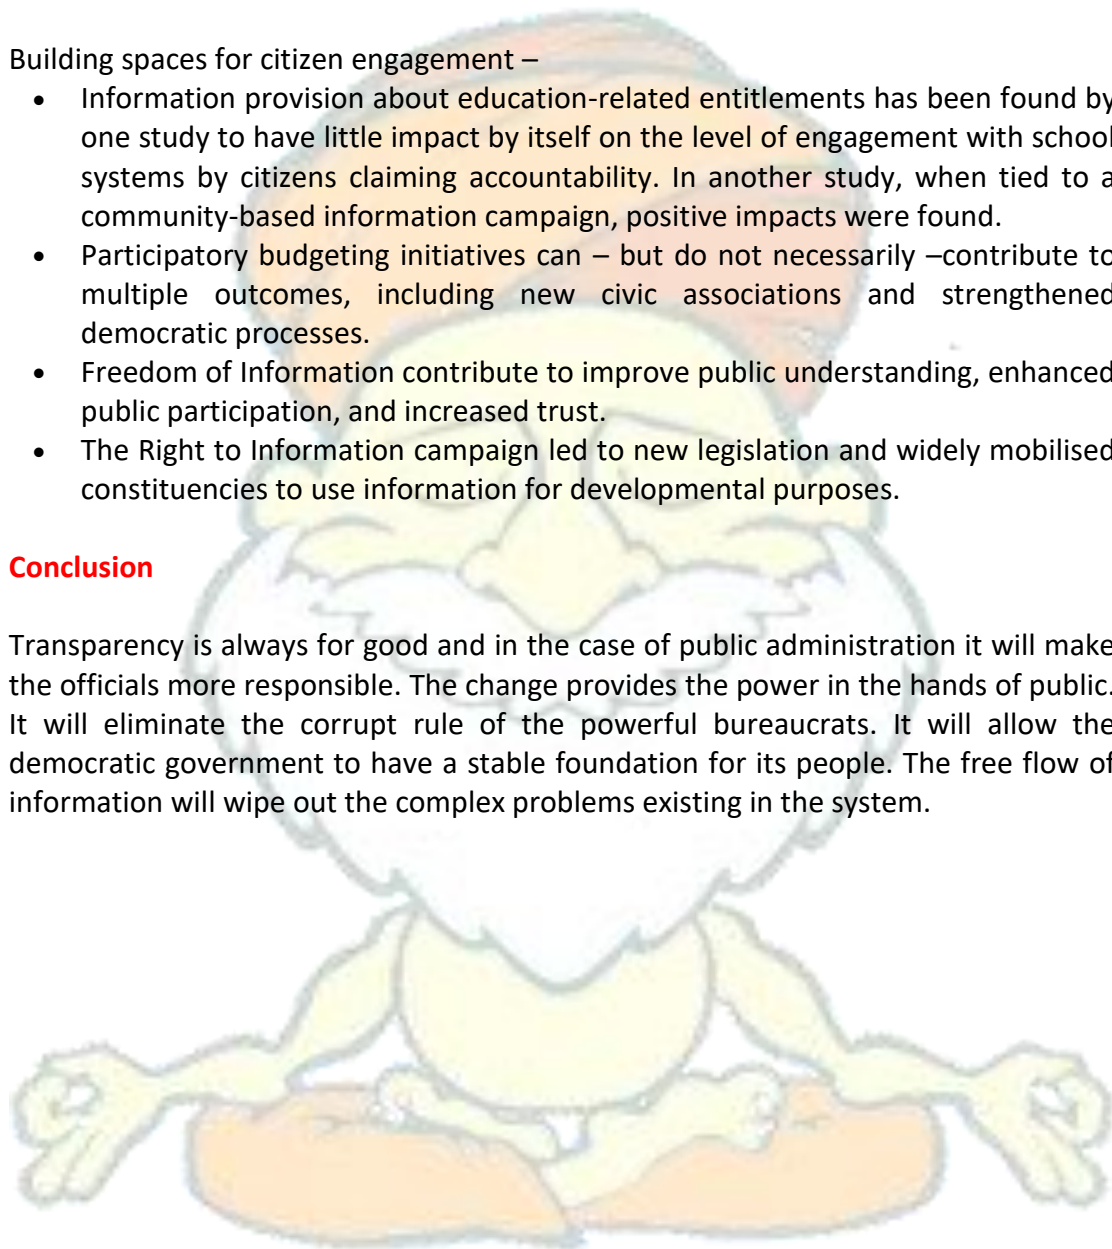 Building spaces for citizen engagement –
• Information provision about education-related entitlements has been found by
one study to have little impact by itself on the level of engagement with school
systems by citizens claiming accountability. In another study, when tied to a
community-based information campaign, positive impacts were found.
• Participatory budgeting initiatives can – but do not necessarily –contribute to
multiple outcomes, including new civic associations and strengthened
democratic processes.
• Freedom of Information contribute to improve public understanding, enhanced
public participation, and increased trust.
• The Right to Information campaign led to new legislation and widely mobilised
constituencies to use information for developmental purposes.
Conclusion
Transparency is always for good and in the case of public administration it will make
the officials more responsible. The change provides the power in the hands of public.
It will eliminate the corrupt rule of the powerful bureaucrats. It will allow the
democratic government to have a stable foundation for its people. The free flow of
information will wipe out the complex problems existing in the system.